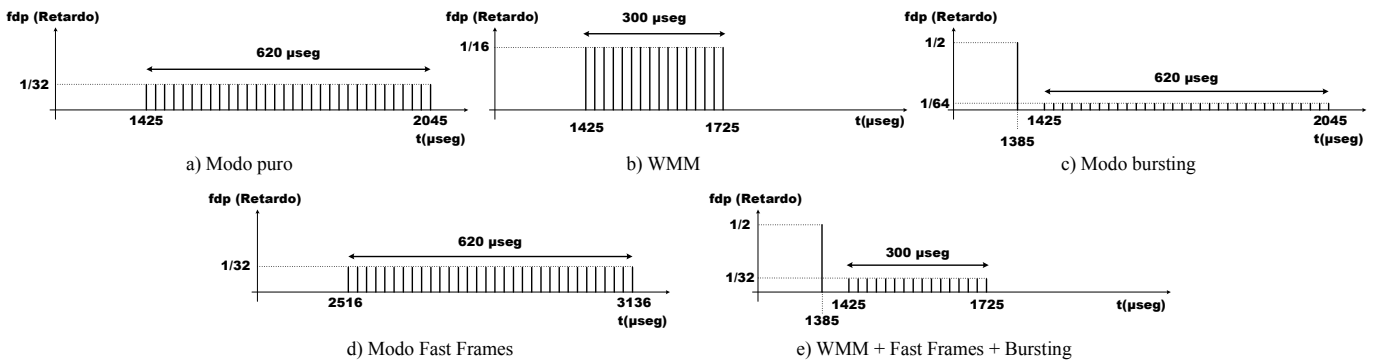 fdp (Retardo)
620 µseg
1/32
1425
2045
t(µseg)
a) Modo puro
fdp (Retardo)
300 µseg
1/16
1425
1725
t(µseg)
b) WMM
fdp (Retardo)
1/2
620 µseg
1/64
1425
2045
1385
t(µseg)
c) Modo bursting
fdp (Retardo)
620 µseg
1/32
2516
3136
t(µseg)
d) Modo Fast Frames
fdp (Retardo)
1/2
300 µseg
1/32
1425
1725
1385
t(µseg)
e) WMM + Fast Frames + Bursting